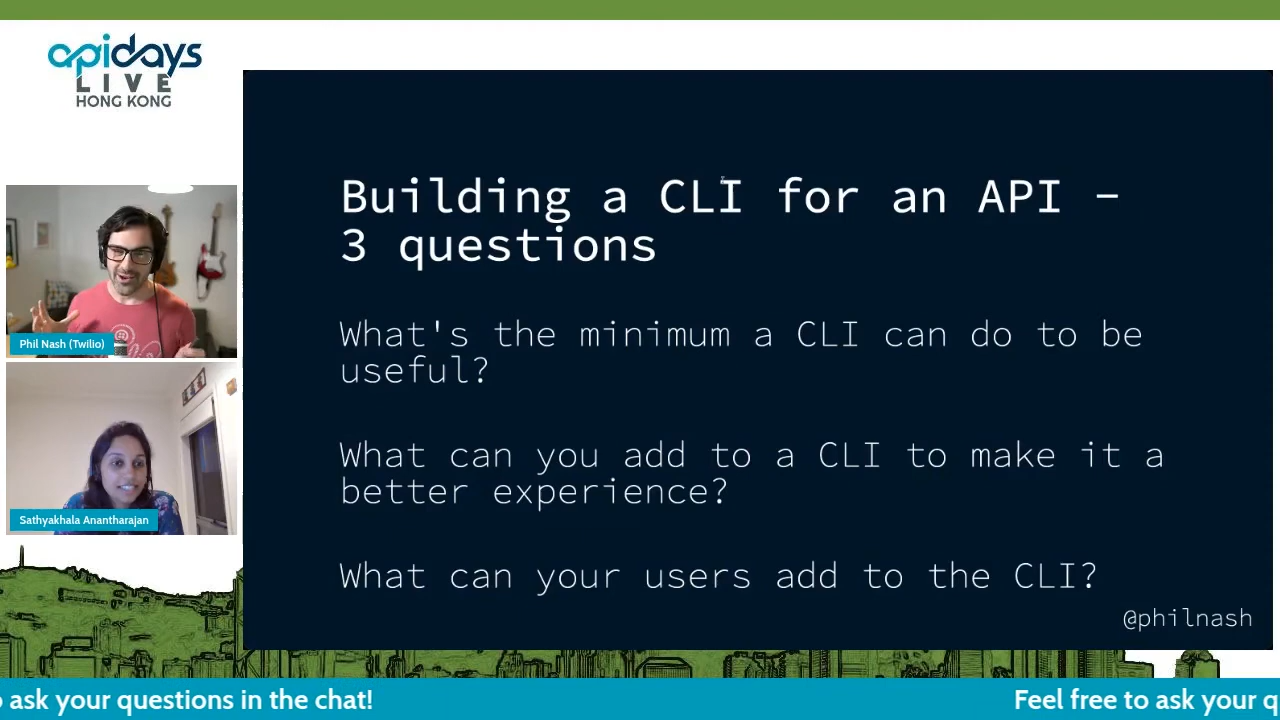 apidays
LIVE
HONG KONG
Building a CLI for an API –
3 questions
What's the minimum a CLI can do to be
useful?
What can you add to a CLI to make it a
better experience?
What can your users add to the CLI?
@philnash
Phil Nash (Twilio)
Sathyakhala Anantharajan
ask your questions in the chat!
Feel free to ask your q